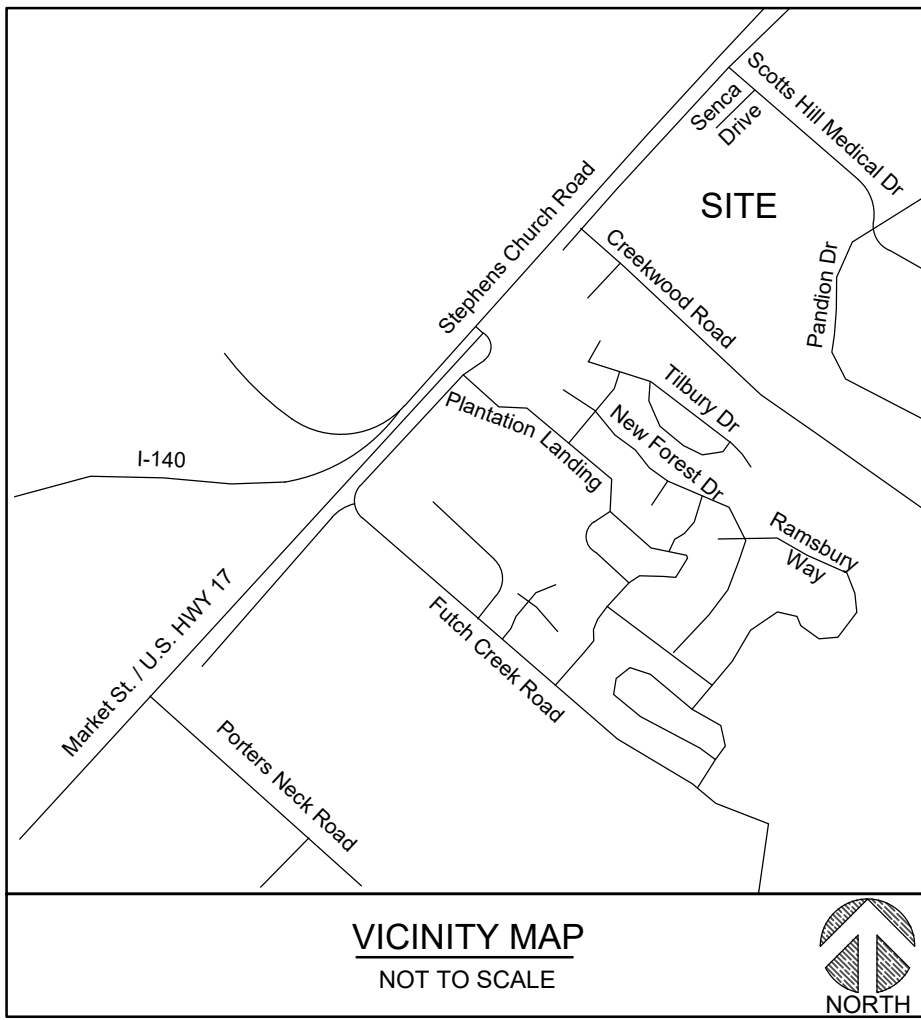 Scotts Hill Medical Dr
Senca
Drive
SITE
Stephens Church Road
Creekwood Road
Pandion Dr
Tilbury Dr
Plantation Landing
New Forest Dr
I-140
Ramsbury
Way
Market St. / U.S. HWY 17
Futch Creek Road
Porters Neck Road
VICINITY MAP
NOT TO SCALE
NORTH